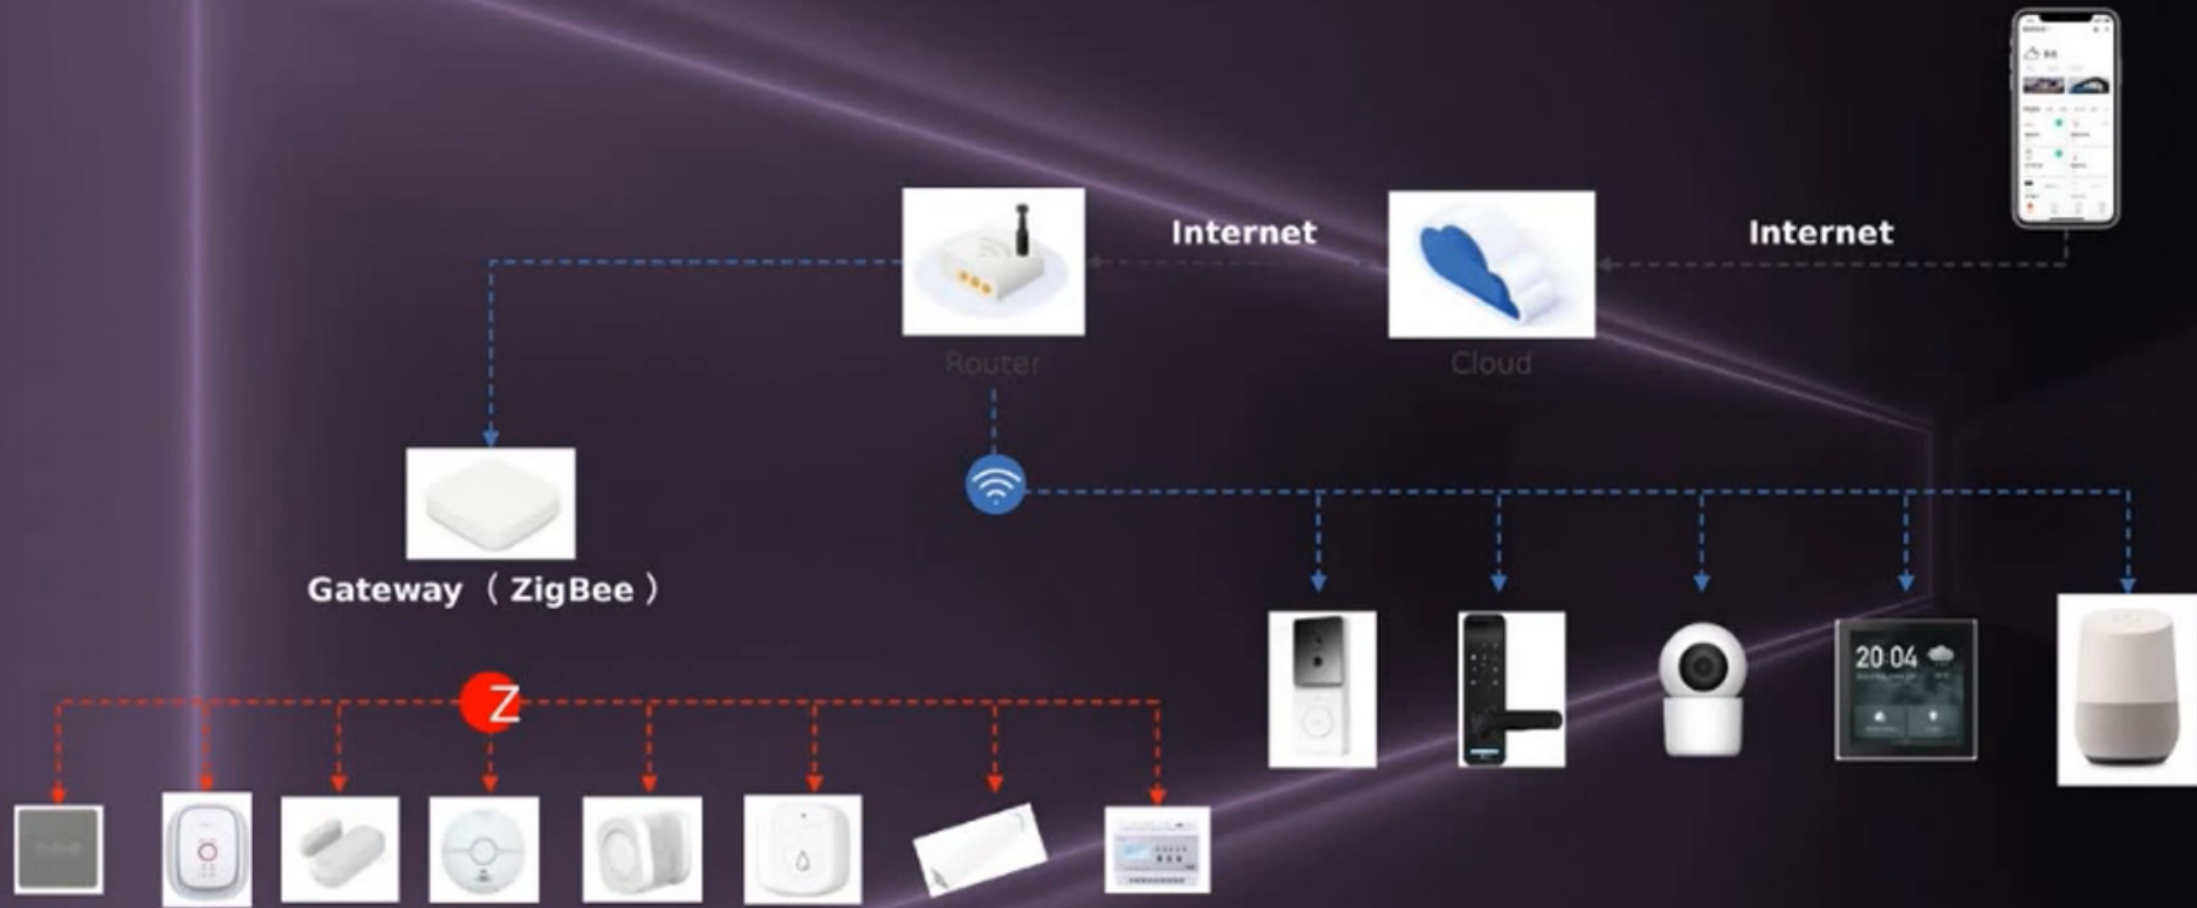 Internet
Internet
Router
Cloud
Gateway （ ZigBee ）
Z
20:04